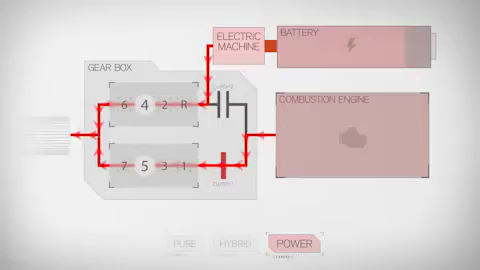 ELECTRIC
MACHINE
BATTERY
GEAR BOX
COMBUSTION ENGINE
6 4 2 R
7 5 3 1
PURE HYBRID POWER